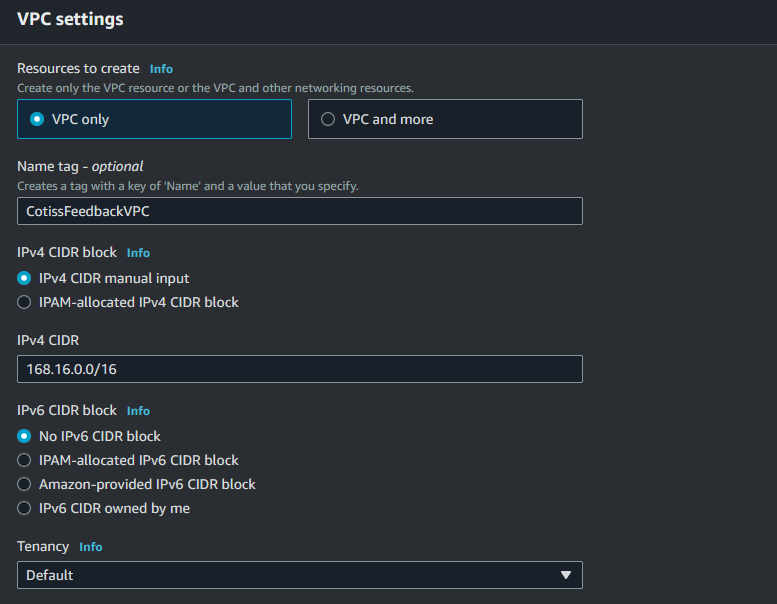 VPC settings
Resources to create Info
Create only the VPC resource or the VPC and other networking resources.
VPC only VPC and more
Name tag - optional
Creates a tag with a key of 'Name' and a value that you specify.
CotissFeedbackVPC
IPv4 CIDR block Info
IPv4 CIDR manual input
IPAM-allocated IPv4 CIDR block
IPv4 CIDR
168.16.0.0/16
IPv6 CIDR block Info
No IPv6 CIDR block
IPAM-allocated IPv6 CIDR block
Amazon-provided IPv6 CIDR block
IPv6 CIDR owned by me
Tenancy Info
Default